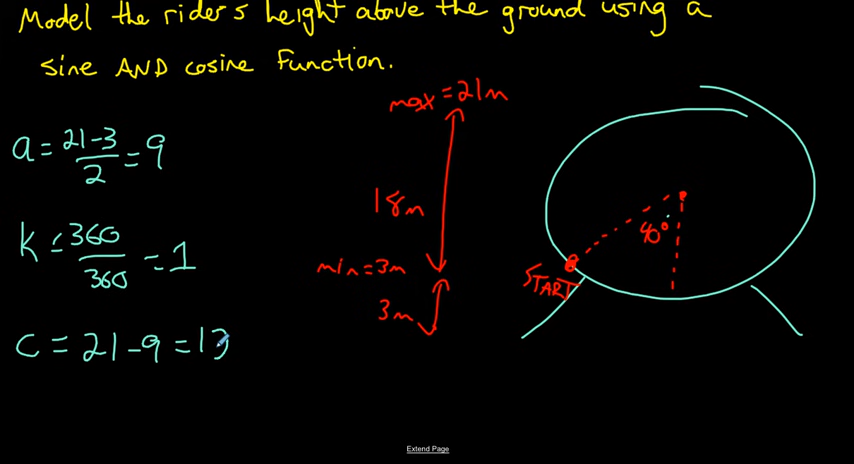 Model the rider s height above the ground using a
sine AND cosine Function.
max = 21m
a = 21-3/2 = 9
18m
40°
K = 360/360 = 1
min = 3m
START
3m
C = 21 - 9 = 12
Extend Page